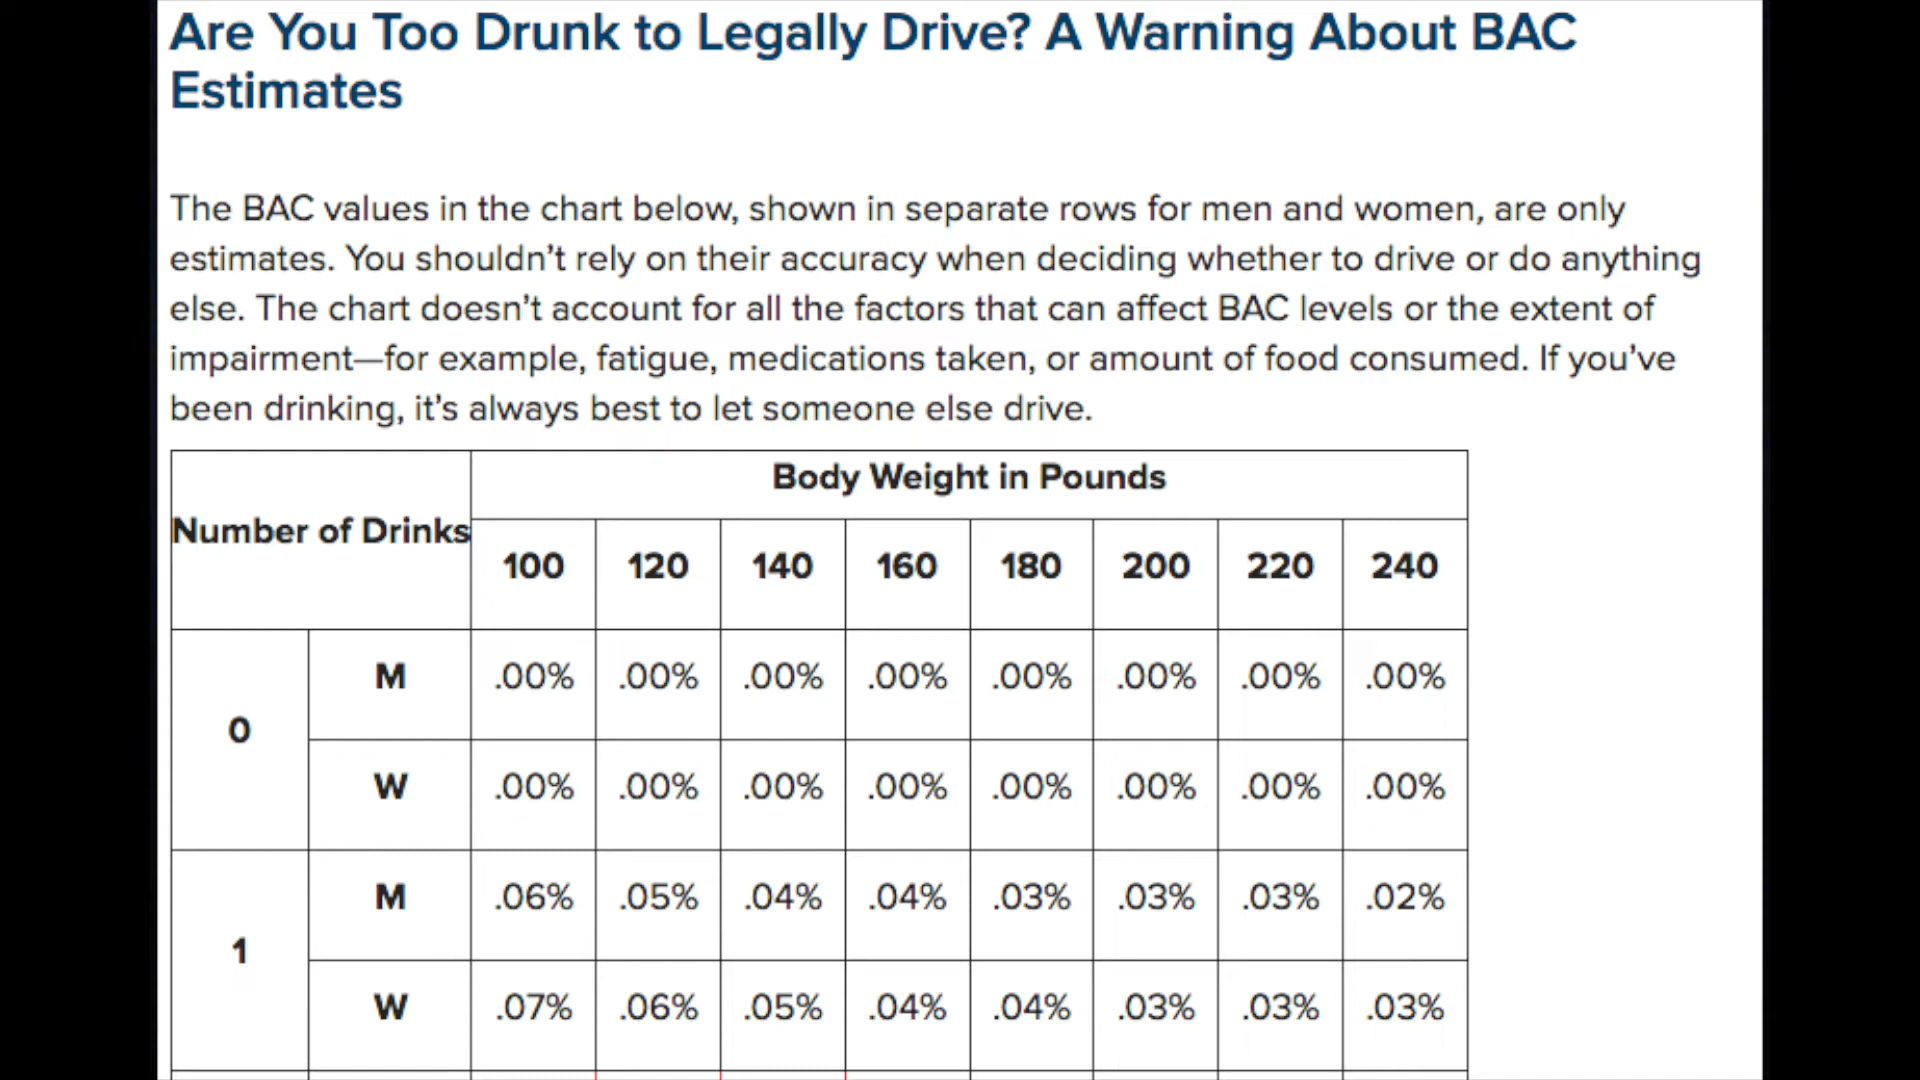 Are You Too Drunk to Legally Drive? A Warning About BAC
Estimates
The BAC values in the chart below, shown in separate rows for men and women, are only
estimates. You shouldn’t rely on their accuracy when deciding whether to drive or do anything
else. The chart doesn’t account for all the factors that can affect BAC levels or the extent of
impairment—for example, fatigue, medications taken, or amount of food consumed. If you’ve
been drinking, it’s always best to let someone else drive.
Number of Drinks
Body Weight in Pounds
100 120 140 160 180 200 220 240
0
M .00% .00% .00% .00% .00% .00% .00% .00%
W .00% .00% .00% .00% .00% .00% .00% .00%
1
M .06% .05% .04% .04% .03% .03% .03% .02%
W .07% .06% .05% .04% .04% .03% .03% .03%